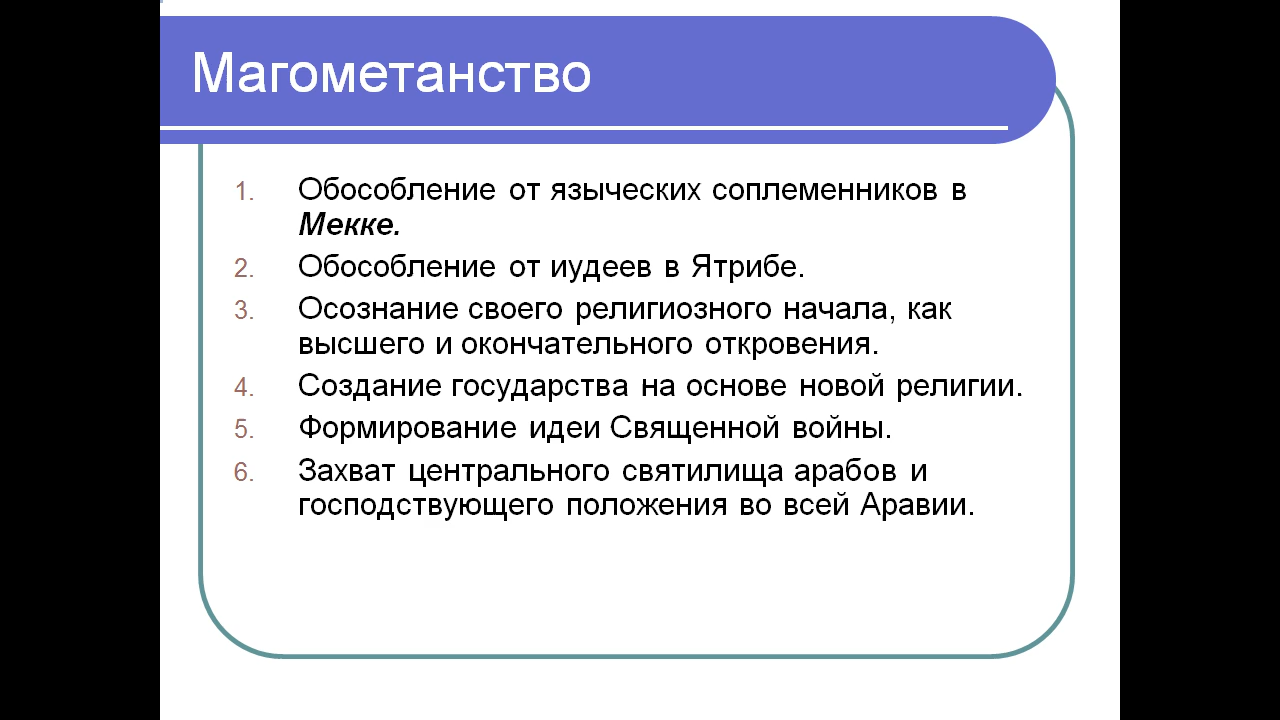 Магометанство
1. Обособление от языческих соплеменников в
Мекке.
2. Обособление от иудеев в Ятрибе.
3. Осознание своего религиозного начала, как
высшего и окончательного откровения.
4. Создание государства на основе новой религии.
5. Формирование идеи Священной войны.
6. Захват центрального святилища арабов и
господствующего положения во всей Аравии.